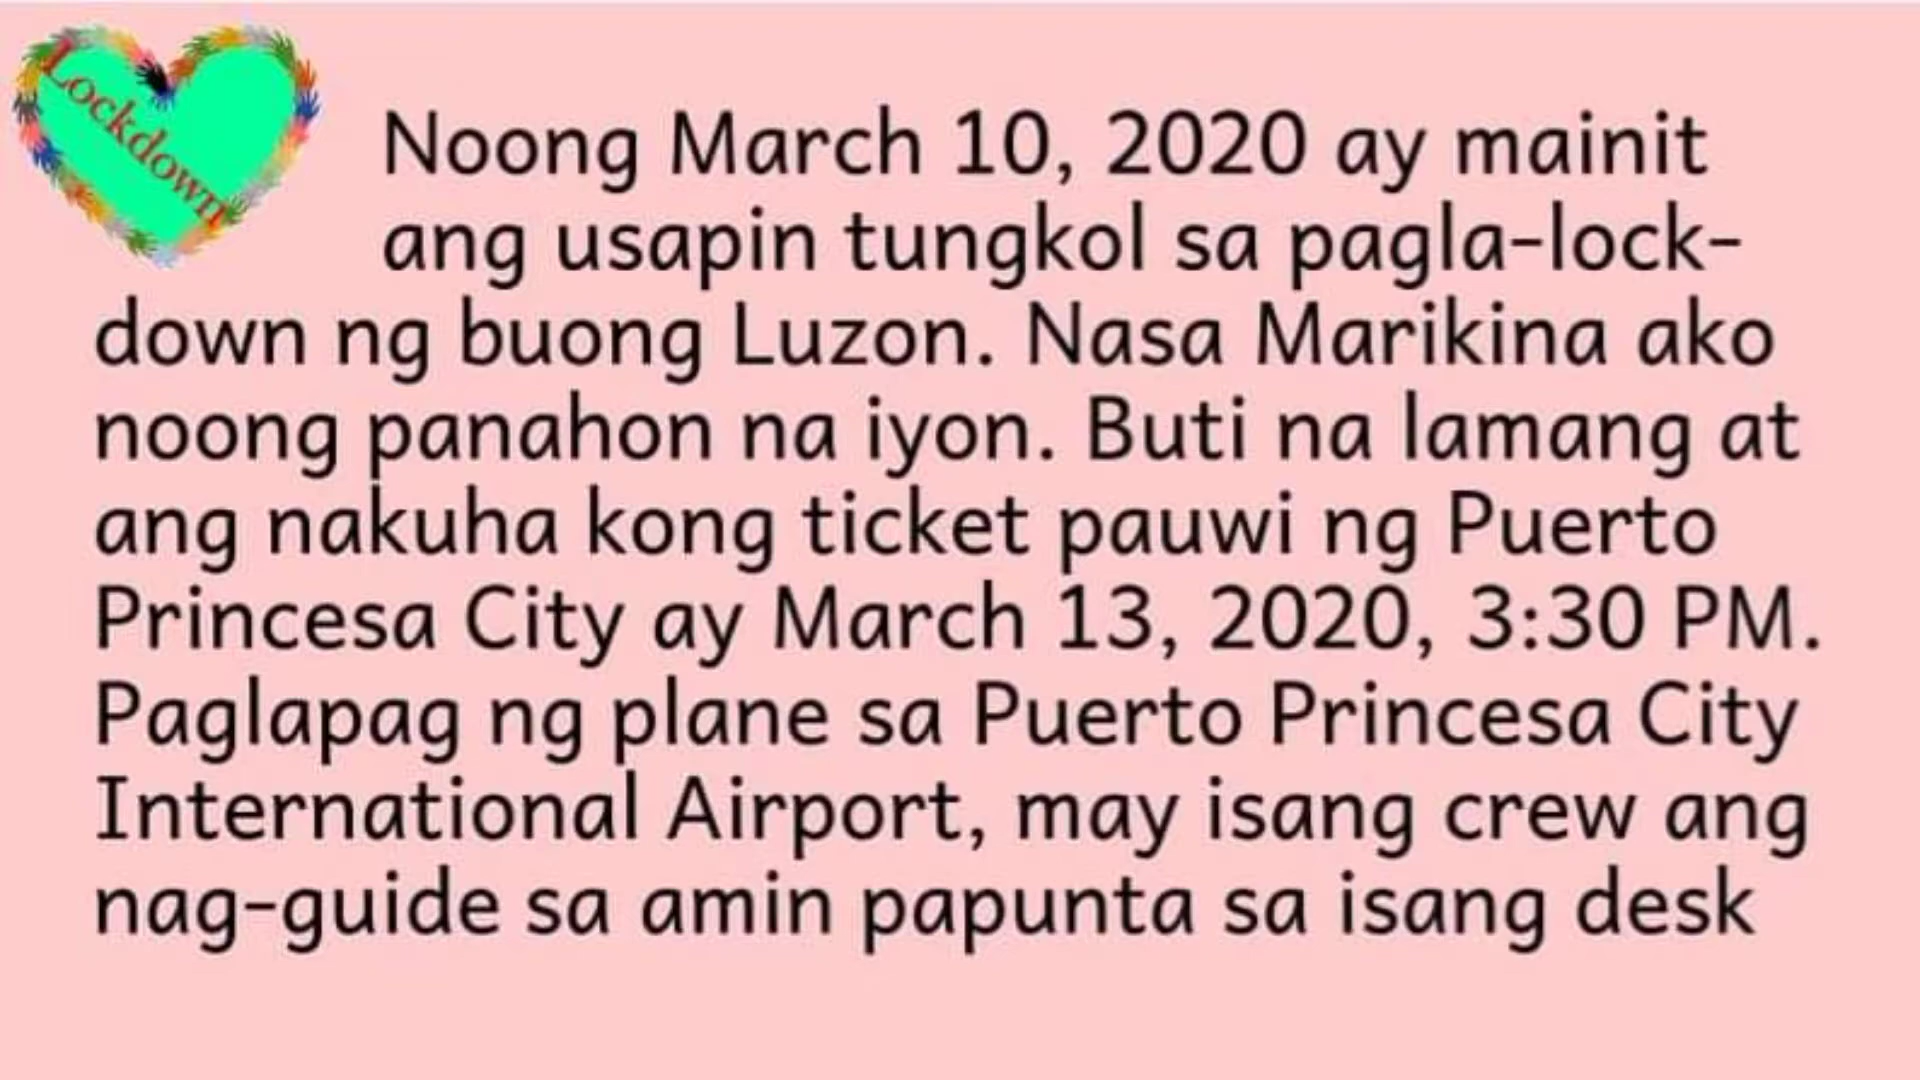 Lockdown
Noong March 10, 2020 ay mainit
ang usapin tungkol sa pagla-lock-
down ng buong Luzon. Nasa Marikina ako
noong panahon na iyon. Buti na lamang at
ang nakuha kong ticket pauwi ng Puerto
Princesa City ay March 13, 2020, 3:30 PM.
Paglapag ng plane sa Puerto Princesa City
International Airport, may isang crew ang
nag-guide sa amin papunta sa isang desk